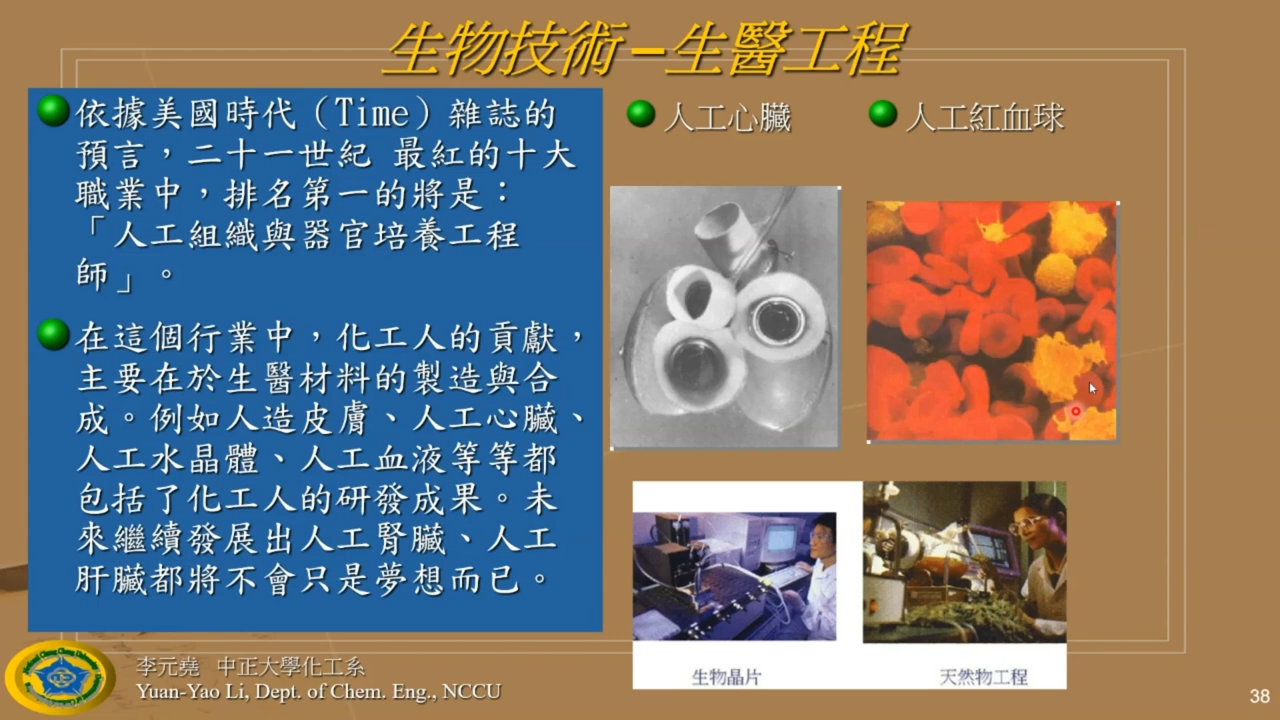 生物技術–生醫工程
依據美國時代（Time）雜誌的
預言，二十一世紀 最紅的十大
職業中，排名第一的將是：
「人工組織與器官培養工程
師」。
在這個行業中，化工人的貢獻，
主要在於生醫材料的製造與合
成。例如人造皮膚、人工心臟、
人工水晶體、人工血液等等都
包括了化工人的研發成果。未
來繼續發展出人工腎臟、人工
肝臟都將不會只是夢想而已。
人工心臟
人工紅血球
生物晶片
天然物工程
李元堯 中正大學化工系
Yuan-Yao Li, Dept. of Chem. Eng., NCCU
38